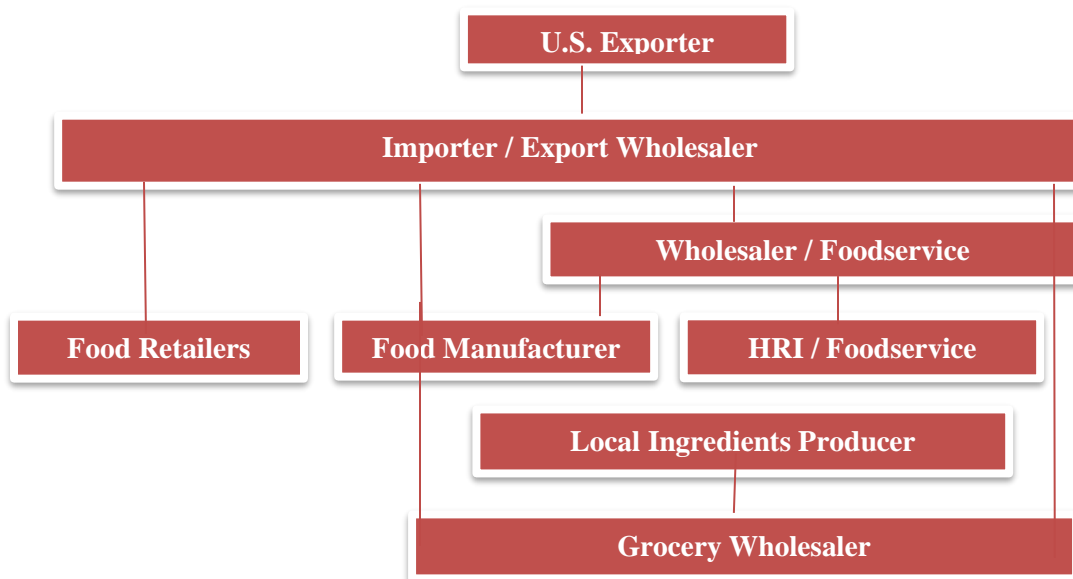 U.S. Exporter
Importer / Export Wholesaler
Wholesaler / Foodservice
Food Retailers
Food Manufacturer
HRI / Foodservice
Local Ingredients Producer
Grocery Wholesaler